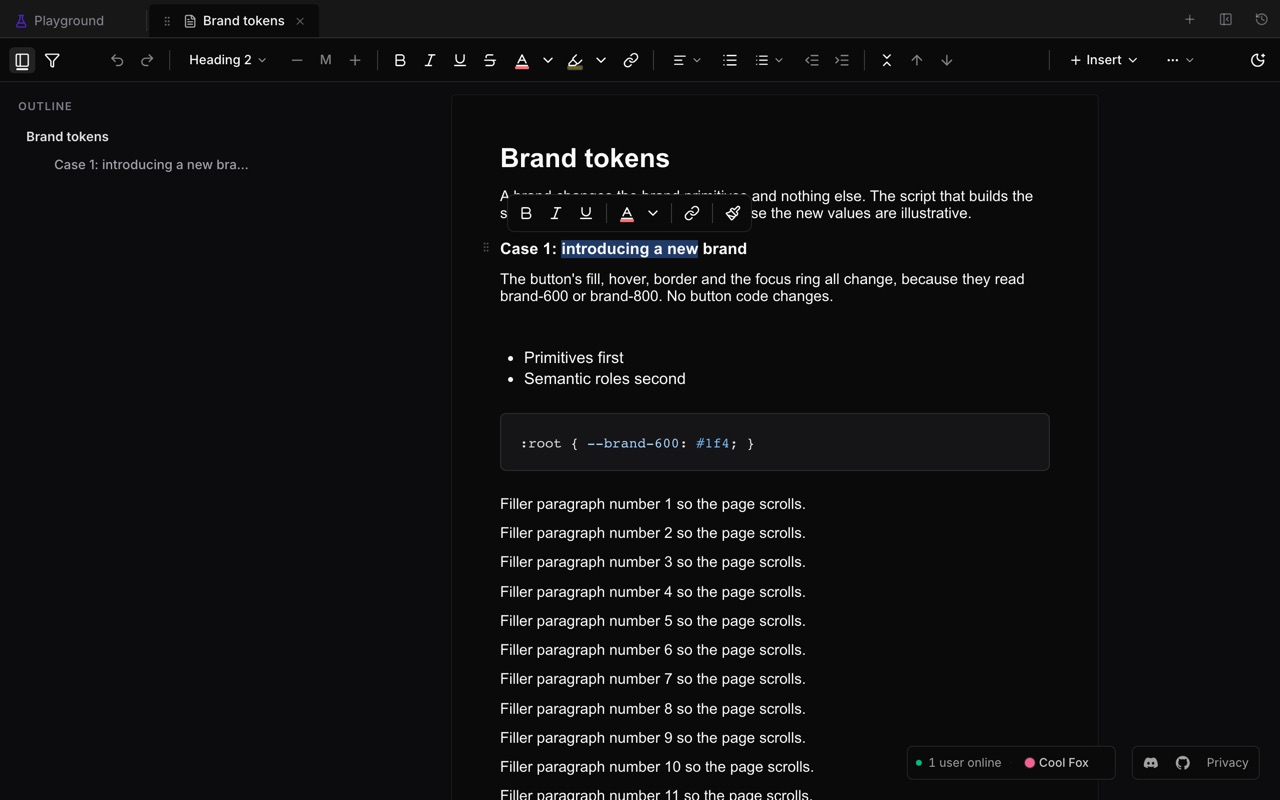 Playground
Brand tokens
Heading 2
M
B
I
U
S
A
Insert
OUTLINE
Brand tokens
Case 1: introducing a new bra...
Brand tokens
and nothing else. The script that builds the
the new values are illustrative.
B I U A
Case 1: introducing a new brand
The button's fill, hover, border and the focus ring all change, because they read
brand-600 or brand-800. No button code changes.
• Primitives first
• Semantic roles second
:root { --brand-600: #1f4; }
Filler paragraph number 1 so the page scrolls.
Filler paragraph number 2 so the page scrolls.
Filler paragraph number 3 so the page scrolls.
Filler paragraph number 4 so the page scrolls.
Filler paragraph number 5 so the page scrolls.
Filler paragraph number 6 so the page scrolls.
Filler paragraph number 7 so the page scrolls.
Filler paragraph number 8 so the page scrolls.
Filler paragraph number 9 so the page scrolls.
Filler paragraph number 10 so the page scrolls.
Filler paragraph number 11 so the page scrolls.
1 user online
Cool Fox
Privacy